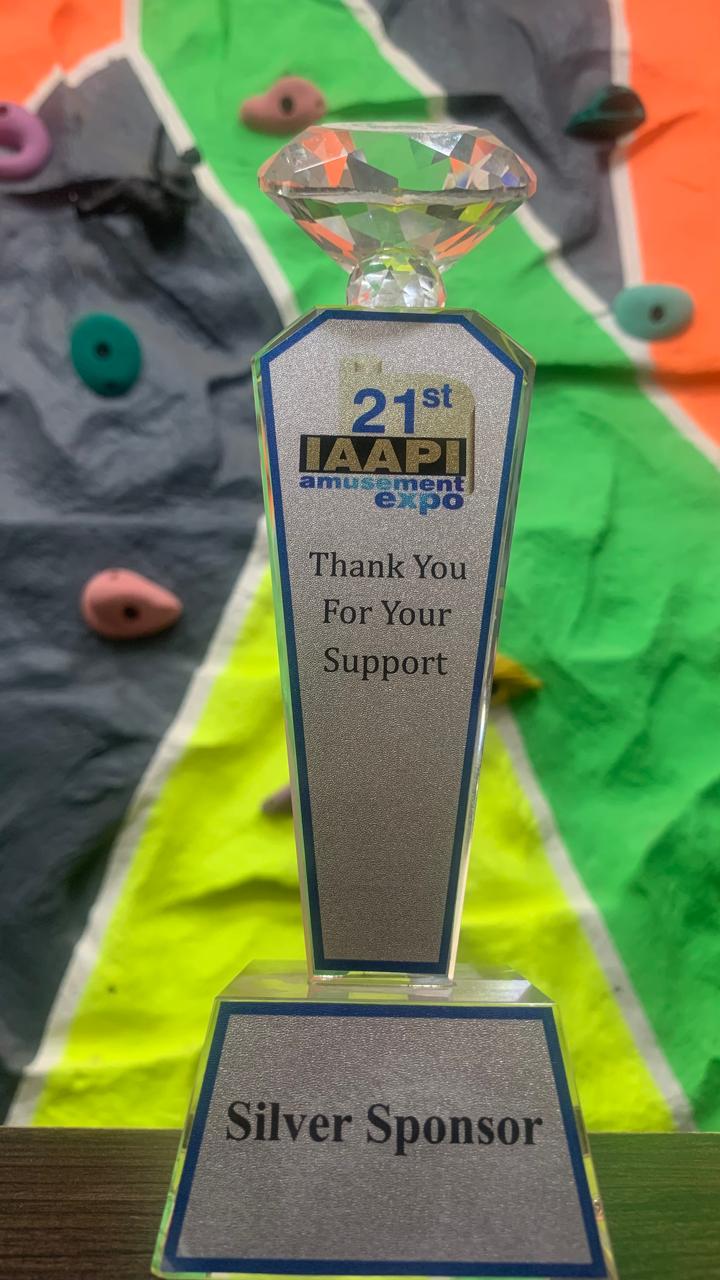 21st
IAAPI
amusement
expo
Thank You
For Your
Support
Silver Sponsor